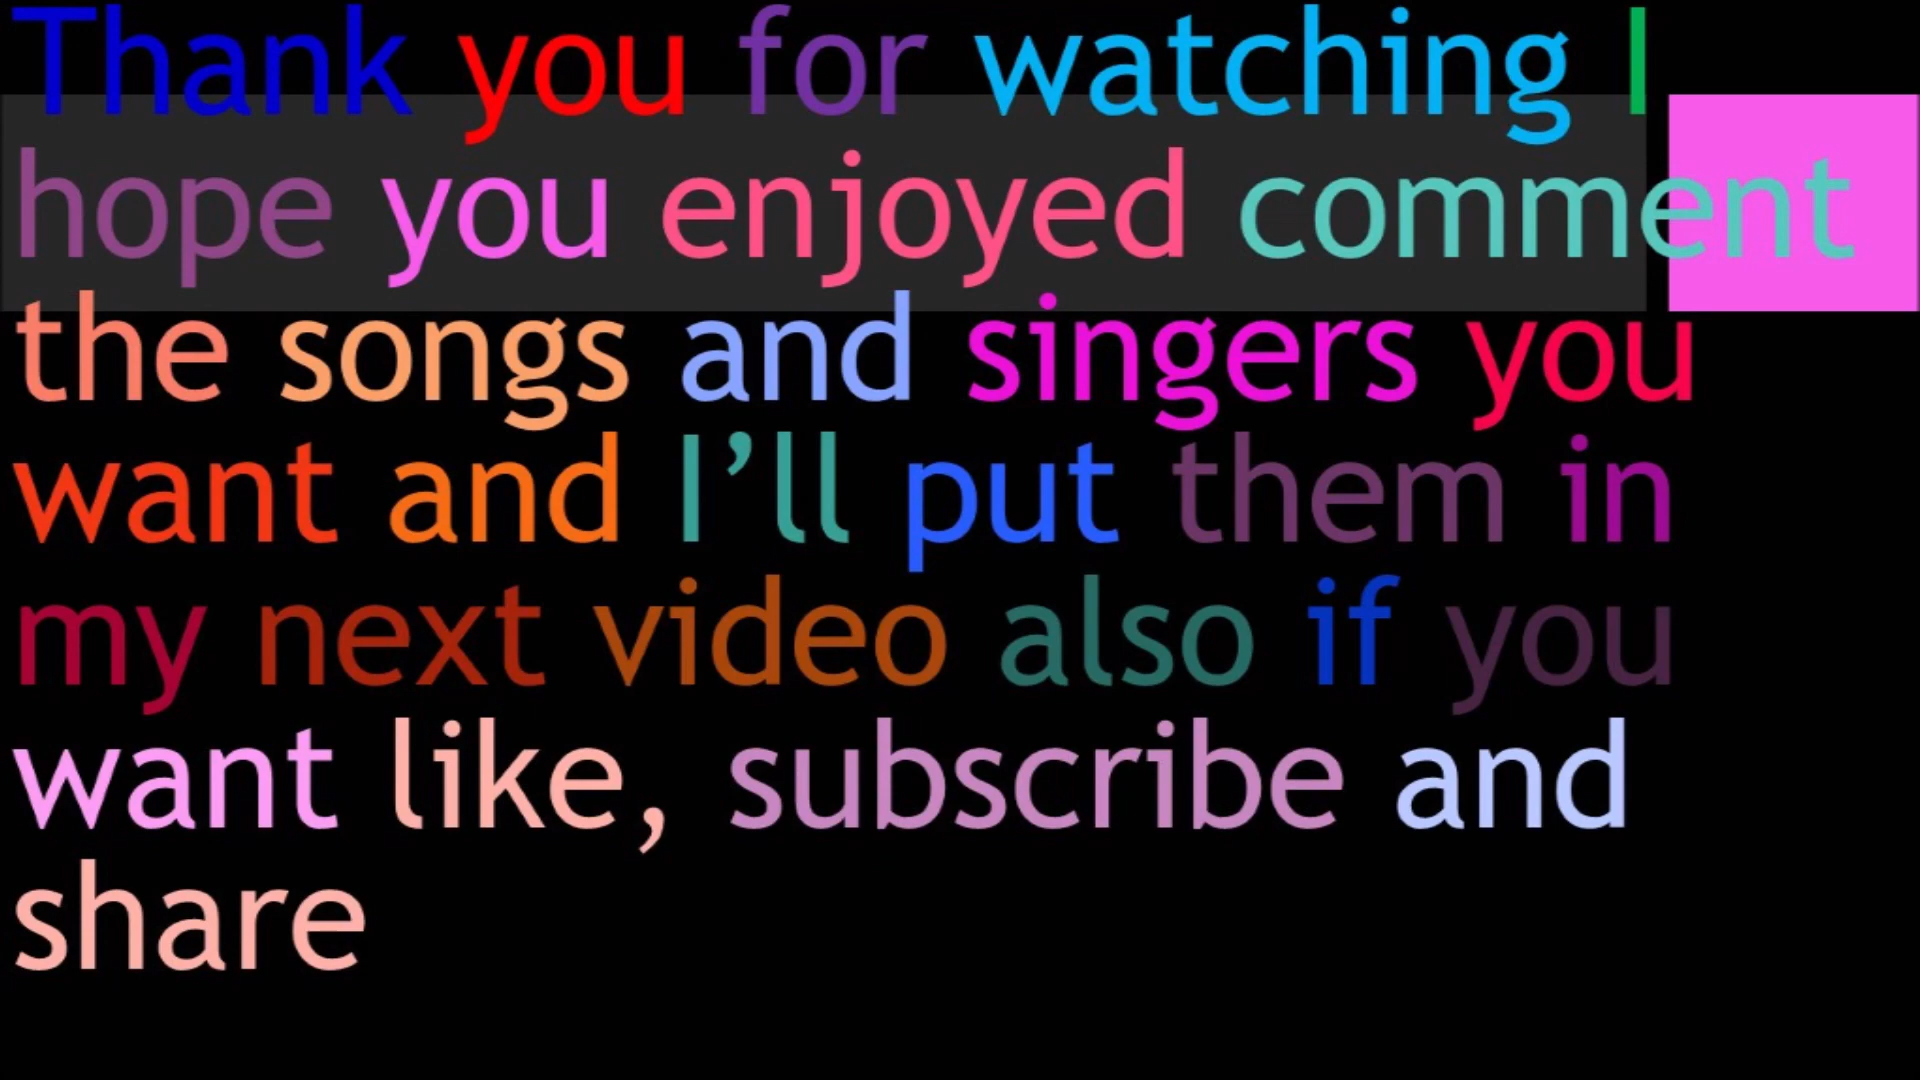 Thank you for watching I
hope you enjoyed comment
the songs and singers you
want and I’ll put them in
my next video also if you
want like, subscribe and
share